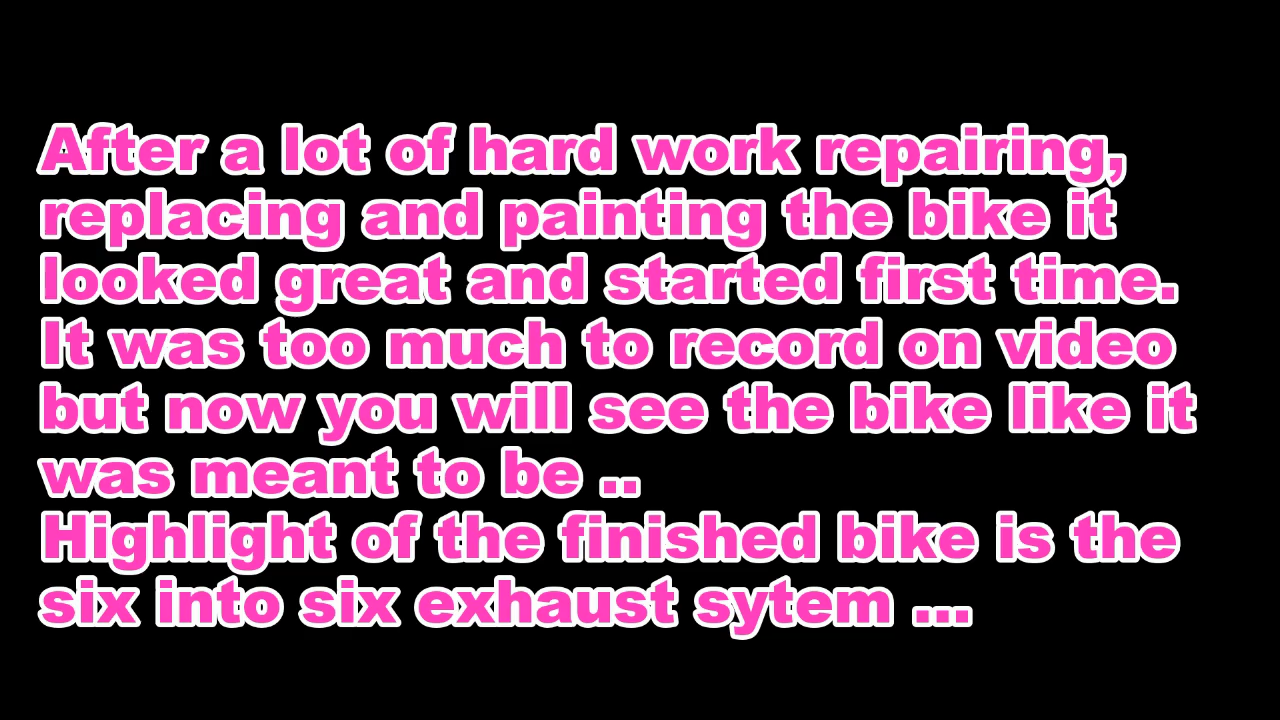 After a lot of hard work repairing,
replacing and painting the bike it
looked great and started first time.
It was too much to record on video
but now you will see the bike like it
was meant to be ..
Highlight of the finished bike is the
six into six exhaust sytem ...